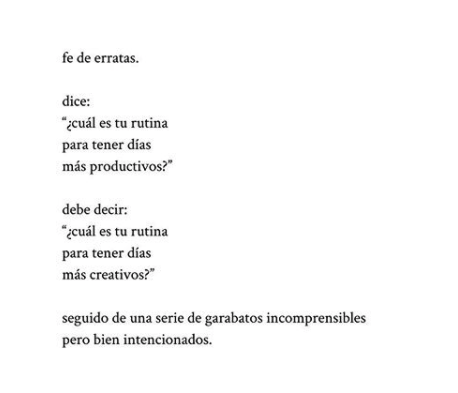 fe de erratas.
dice:
“¿cuál es tu rutina
para tener días
más productivos?”
debe decir:
“¿cuál es tu rutina
para tener días
más creativos?”
seguido de una serie de garabatos incomprensibles
pero bien intencionados.